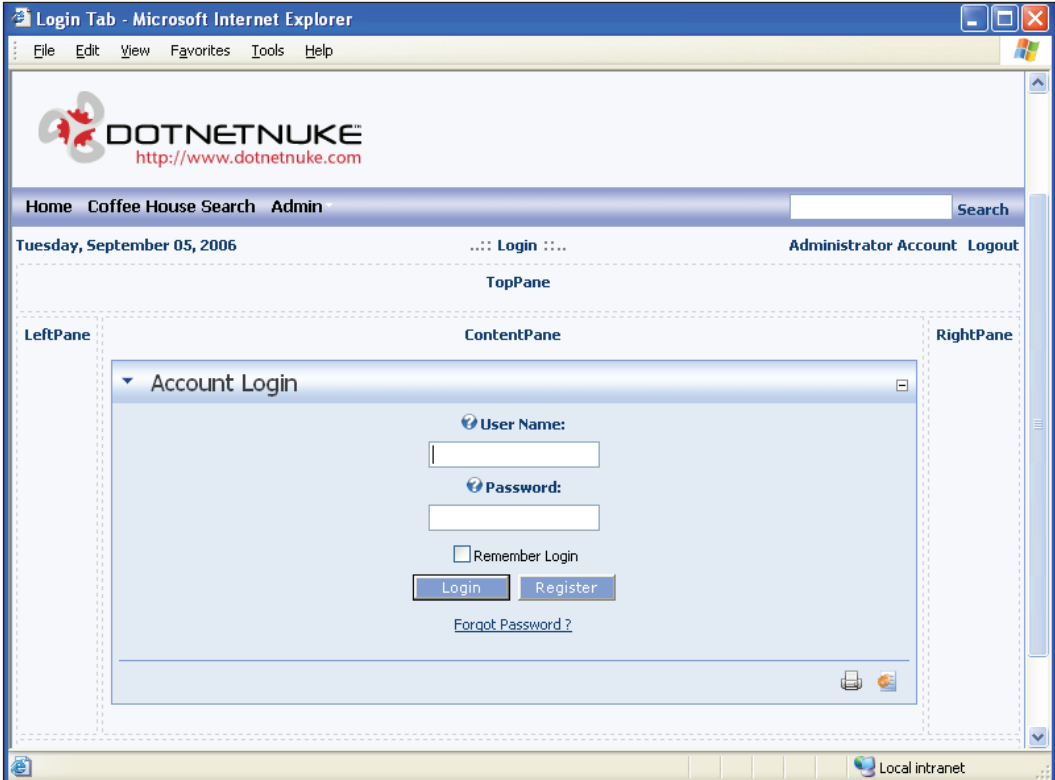 Login Tab - Microsoft Internet Explorer
File Edit View Favorites Tools Help
DOTNETNUKE™
http://www.dotnetnuke.com
Home Coffee House Search Admin Search
Tuesday, September 05, 2006 ..:: Login ::.. Administrator Account Logout
TopPane
LeftPane ContentPane RightPane
Account Login
User Name:
Password:
Remember Login
Login Register
Forgot Password ?
Local intranet